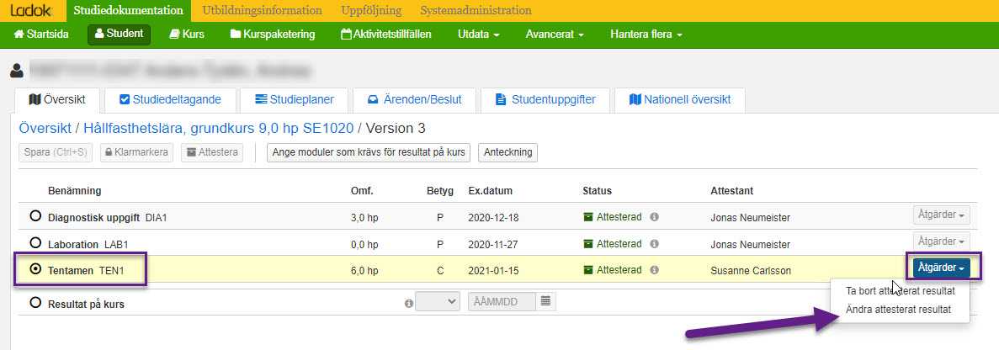 Ladok Studiedokumentation Utbildningsinformation Uppföljning Systemadministration
Startsida Student Kurs Kurspaketering Aktivitetstillfällen Utdata Avancerat Hantera flera
Översikt Studiedeltagande Studieplaner Ärenden/Beslut Studentuppgifter Nationell översikt
Översikt / Hållfasthetslära, grundkurs 9,0 hp SE1020 / Version 3
Spara (Ctrl+S) Klarmarkera Attestera Ange moduler som krävs för resultat på kurs Anteckning
Benämning Omf. Betyg Ex.datum Status Attestant
Diagnostisk uppgift DIA1 3,0 hp P 2020-12-18 Attesterad Jonas Neumeister Åtgärder
Laboration LAB1 0,0 hp P 2020-11-27 Attesterad Jonas Neumeister Åtgärder
Tentamen TEN1 6,0 hp C 2021-01-15 Attesterad Susanne Carlsson Åtgärder
Ta bort attesterat resultat
Resultat på kurs ÅÅMMDD
Ändra attesterat resultat